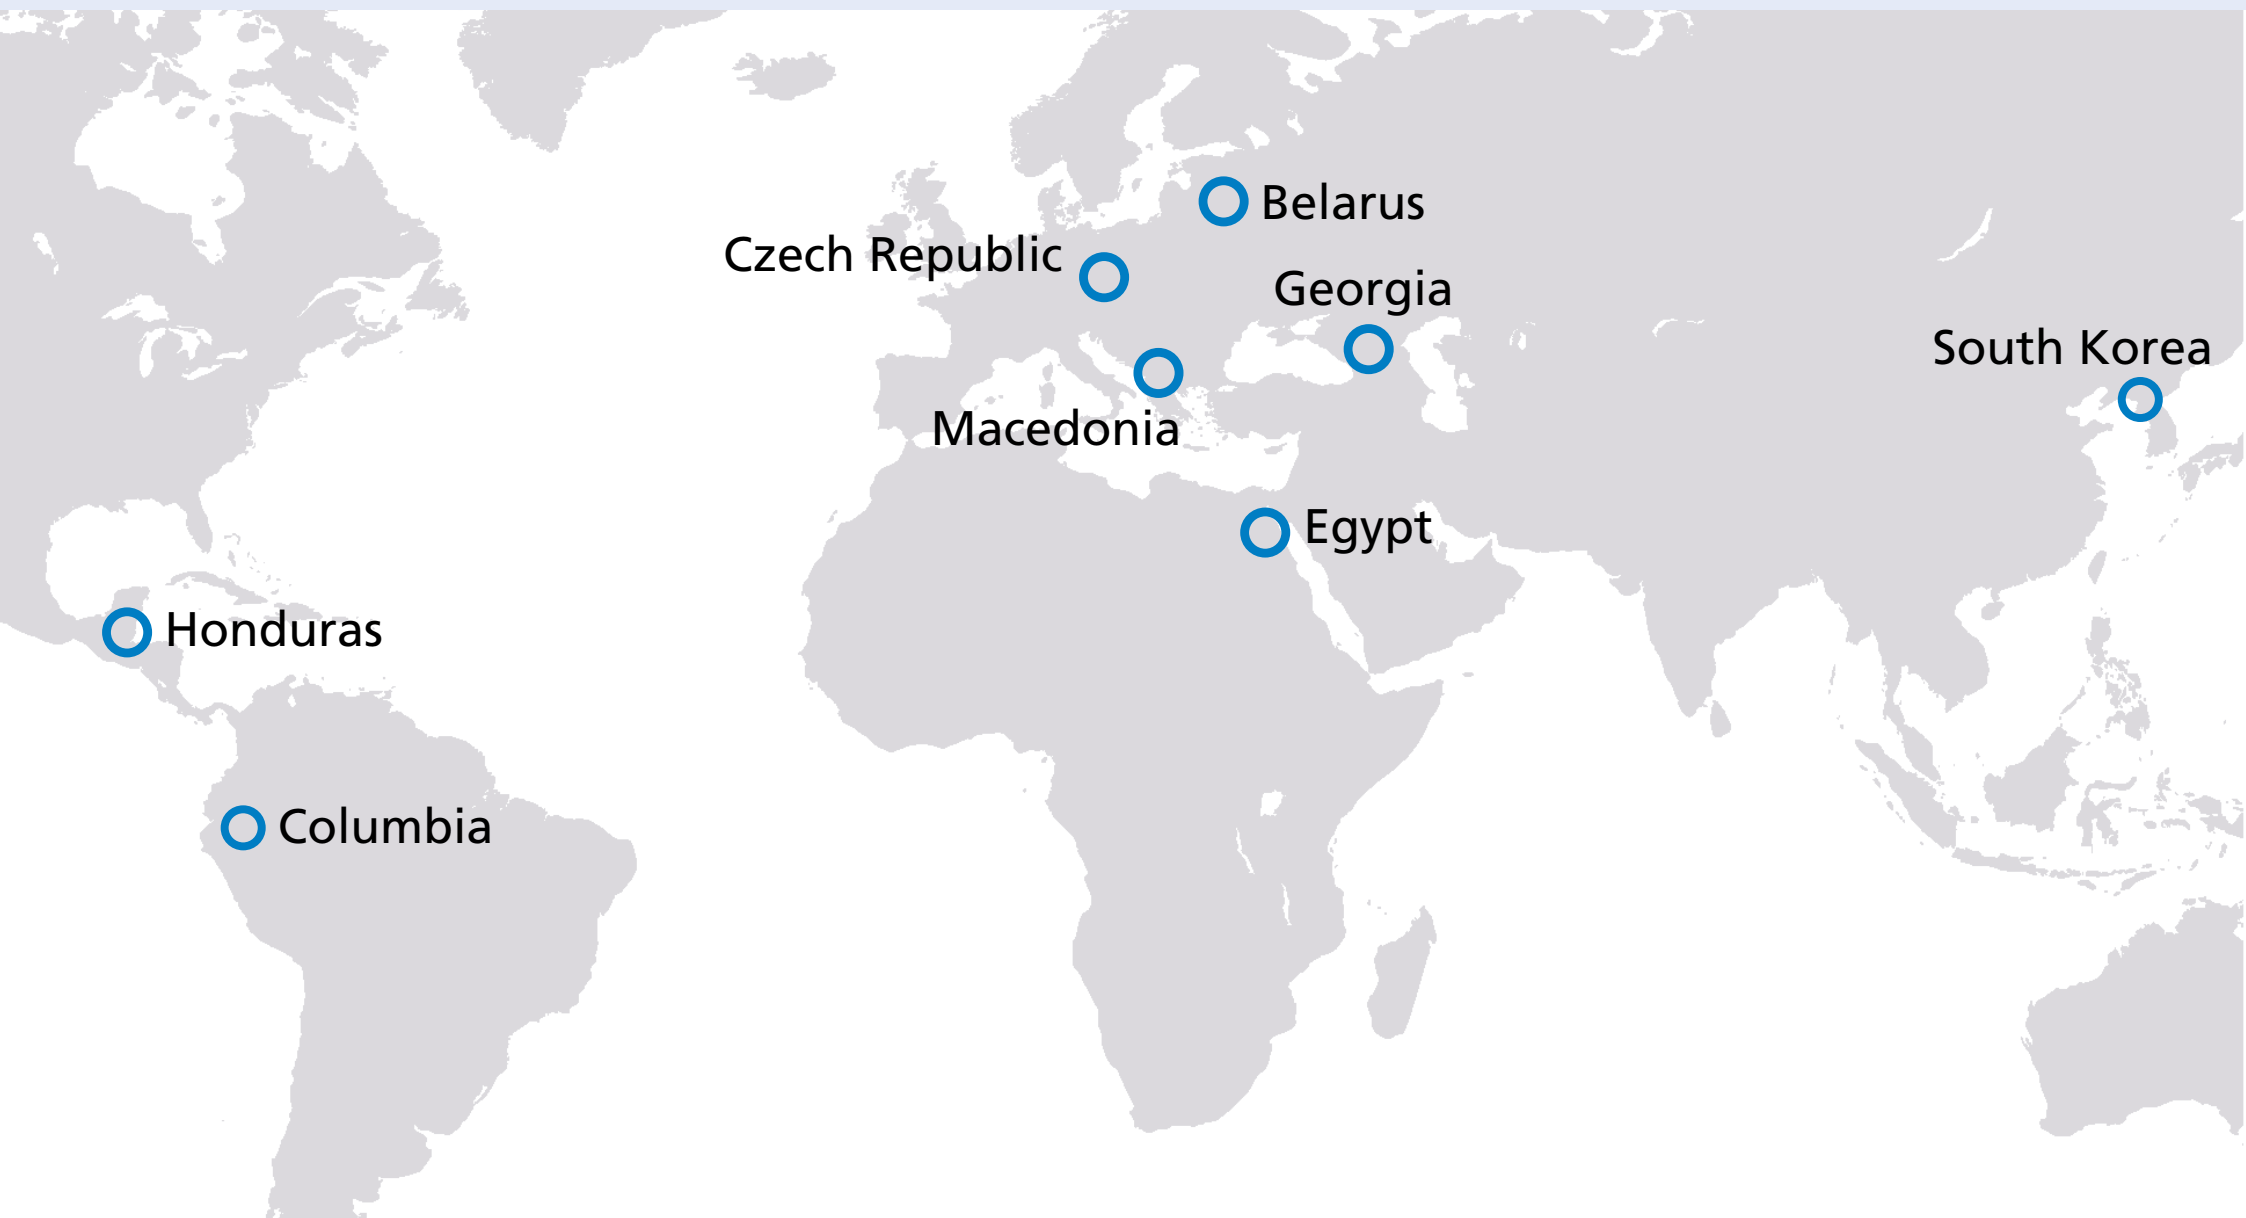 Belarus
Czech Republic
Georgia
South Korea
Macedonia
Egypt
Honduras
Columbia